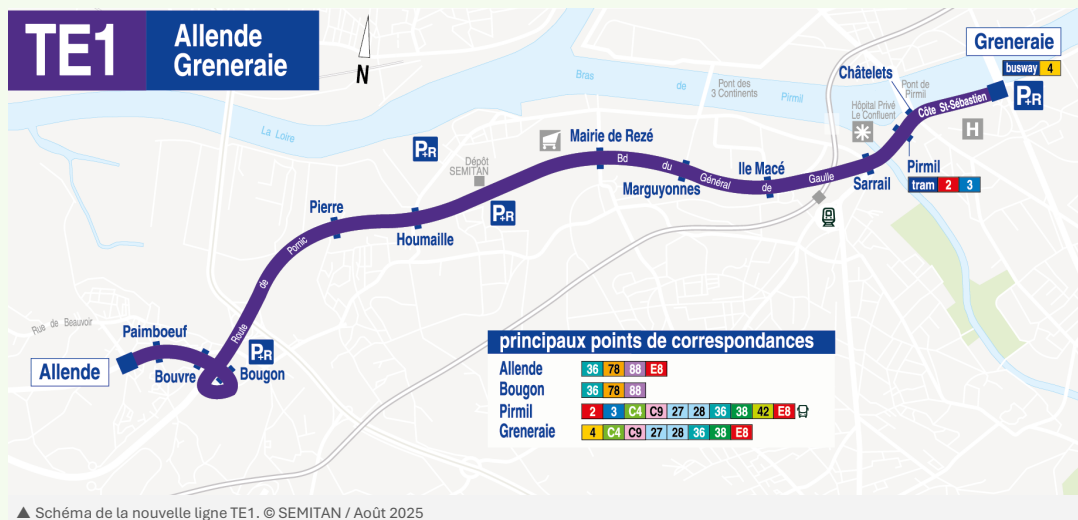 TE1
Allende
Greneraie
N
Greneraie
busway 4
P+R
Châtelets
Pont de
Pirmil
Côte St-Sébastien
Bras
de
Pont des
3 Continents
Pirmil
Hôpital Privé
Le Confluent
H
La Loire
P+R
Mairie de Rezé
Dépôt
SEMITAN
Bd
du
Général
de
Gaulle
Ile Macé
Marguyonnes
Sarrail
Pirmil
tram 2 3
P+R
Pierre
Houmaille
Route
de
Pornic
Rue de Beauvoir
Paimboeuf
Allende
Bouvre
P+R
Bougon
principaux points de correspondances
Allende 36 78 88 E8
Bougon 36 78 88
Pirmil 2 3 C4 C9 27 28 36 38 42 E8
Greneraie 4 C4 C9 27 28 36 38 E8
▲ Schéma de la nouvelle ligne TE1. © SEMITAN / Août 2025